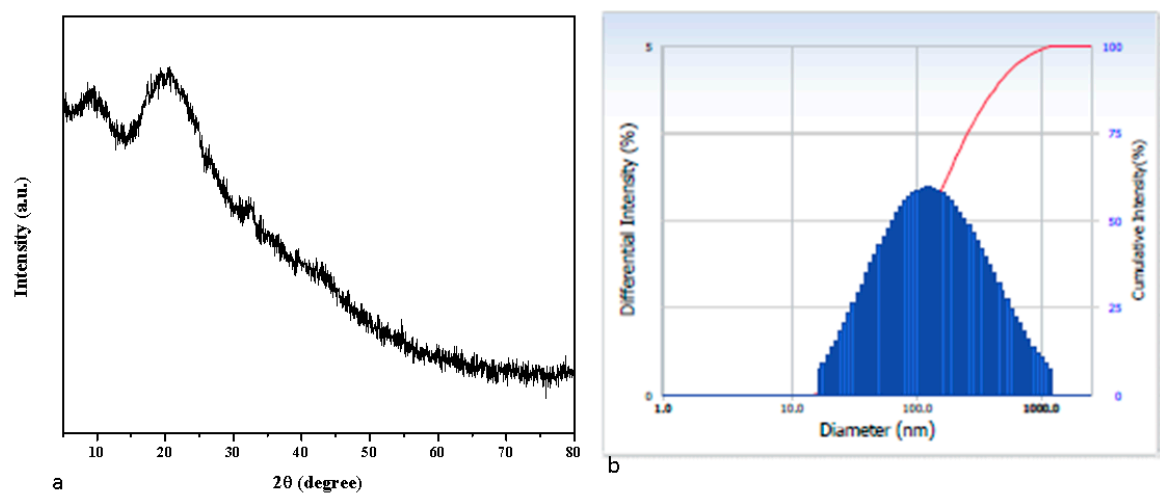 Intensity (a.u.)
10 20 30 40 50 60 70 80
2θ (degree)
a
Differential Intensity (%)
5
0
100
75
50
25
0
Cumulative Intensity(%)
1.0 10.0 100.0 1000.0
Diameter (nm)
b